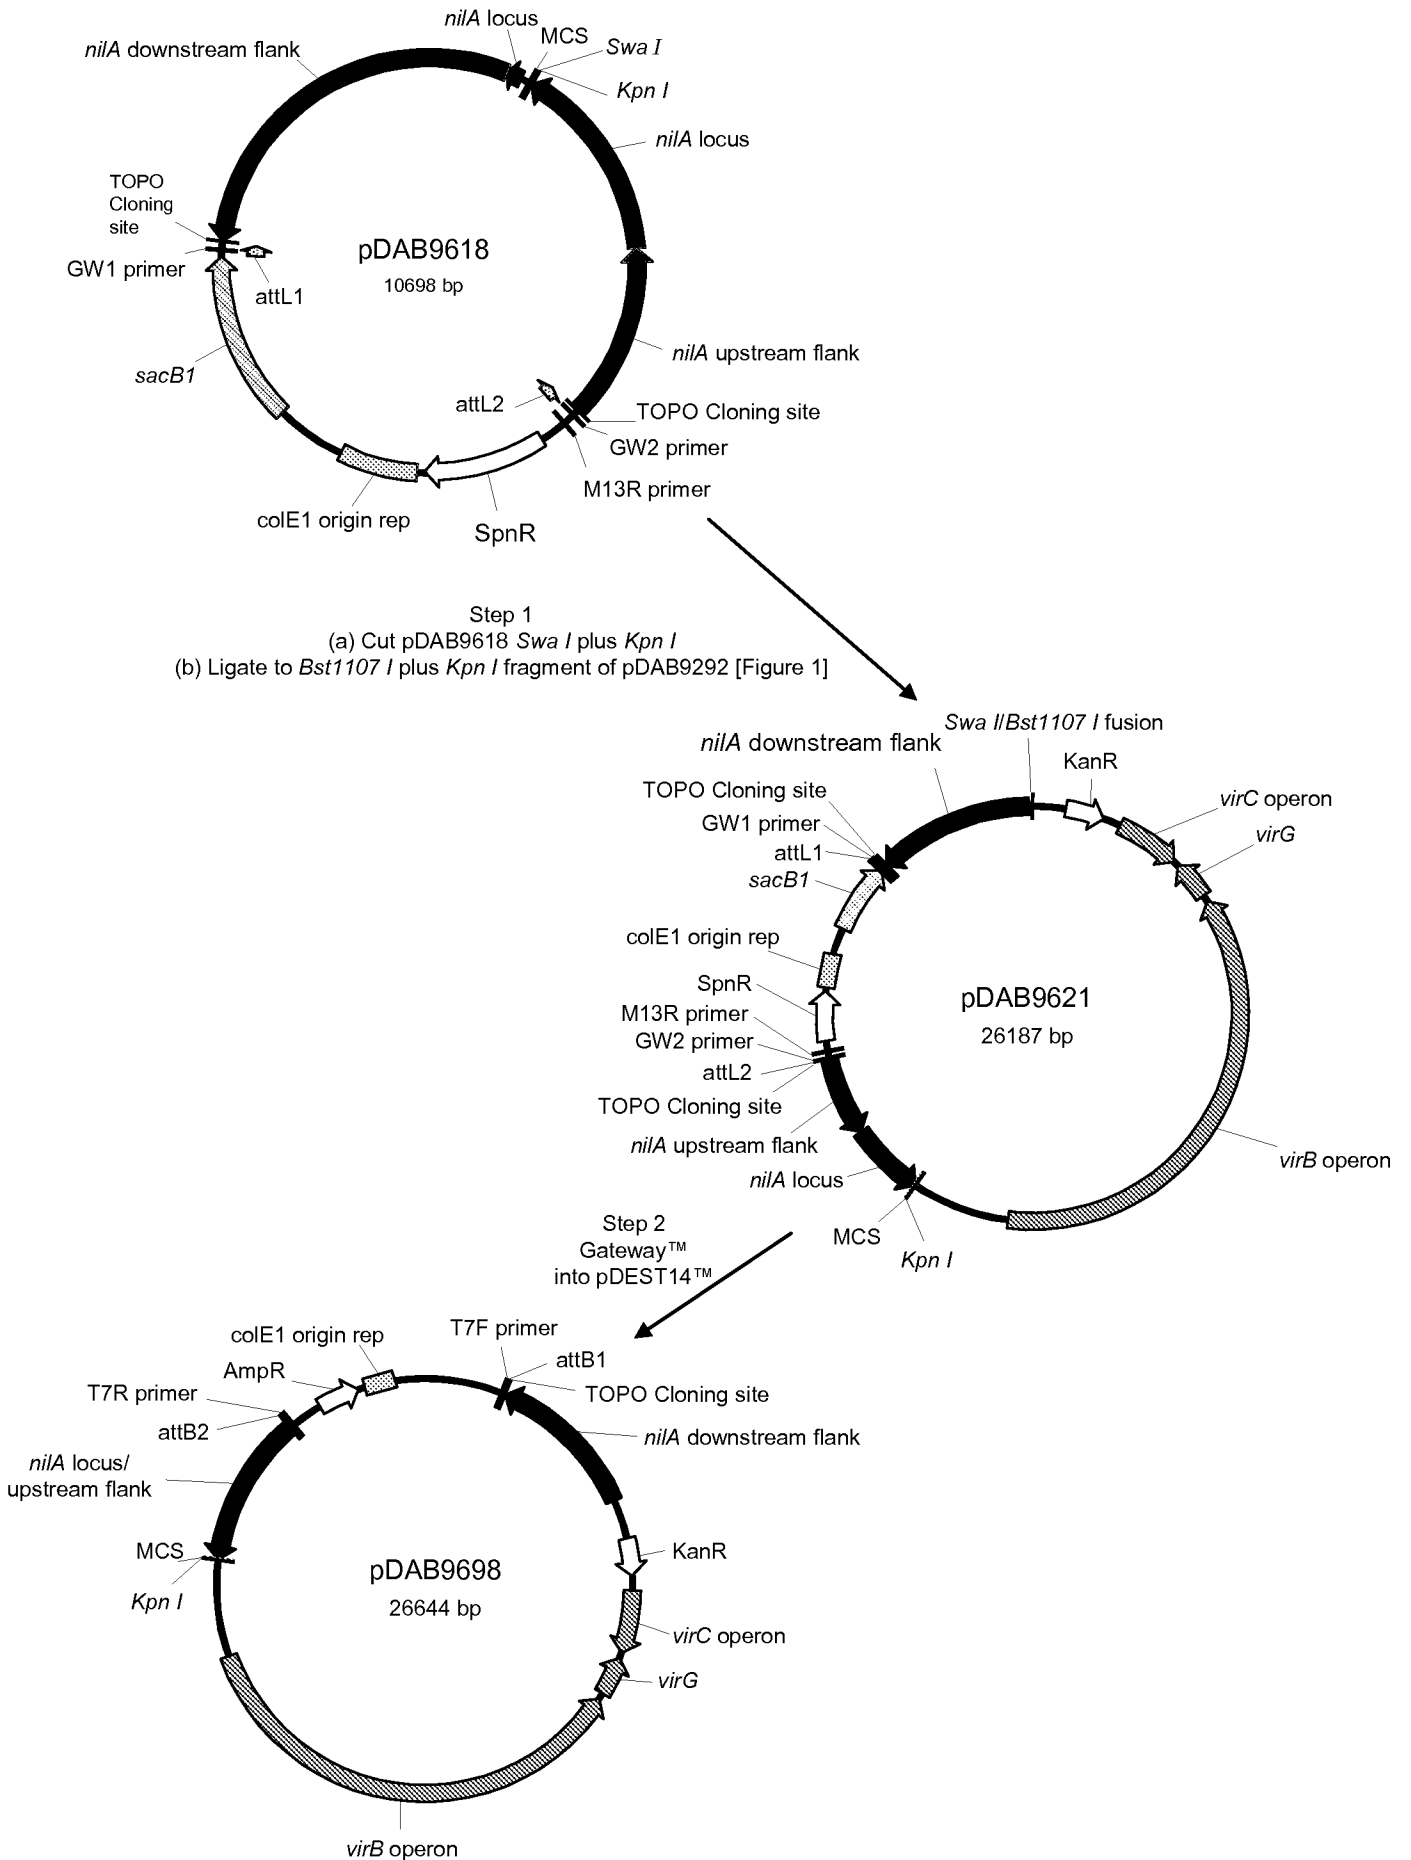 nilA locus
MCS
Swa I
nilA downstream flank
Kpn I
nilA locus
TOPO
Cloning
site
pDAB9618
10698 bp
GW1 primer
attL1
nilA upstream flank
sacB1
attL2
TOPO Cloning site
GW2 primer
M13R primer
colE1 origin rep
SpnR
Step 1
(a) Cut pDAB9618 Swa I plus Kpn I
(b) Ligate to Bst1107 I plus Kpn I fragment of pDAB9292 [Figure 1]
Swa I/Bst1107 I fusion
nilA downstream flank
KanR
TOPO Cloning site
virC operon
GW1 primer
virG
attL1
sacB1
colE1 origin rep
SpnR
pDAB9621
26187 bp
M13R primer
GW2 primer
attL2
TOPO Cloning site
nilA upstream flank
virB operon
nilA locus
MCS
Kpn I
Step 2
Gateway™
into pDEST14™
T7F primer
colE1 origin rep
attB1
AmpR
TOPO Cloning site
T7R primer
attB2
nilA downstream flank
nilA locus/
upstream flank
MCS
KanR
pDAB9698
26644 bp
Kpn I
virC operon
virG
virB operon